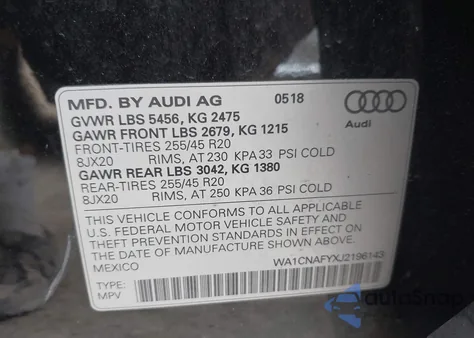 MFD. BY AUDI AG 0518
GVWR LBS 5456, KG 2475
GAWR FRONT LBS 2679, KG 1215
FRONT-TIRES 255/45 R20
8JX20 RIMS, AT 230 KPA 33 PSI COLD
GAWR REAR LBS 3042, KG 1380
REAR-TIRES 255/45 R20
8JX20 RIMS, AT 250 KPA 36 PSI COLD
Audi
THIS VEHICLE CONFORMS TO ALL APPLICABLE
U.S. FEDERAL MOTOR VEHICLE SAFETY AND
THEFT PREVENTION STANDARDS IN EFFECT ON
THE DATE OF MANUFACTURE SHOWN ABOVE.
MEXICO WA1CNAFYXJ2196143
TYPE:
MPV
AutoSnap